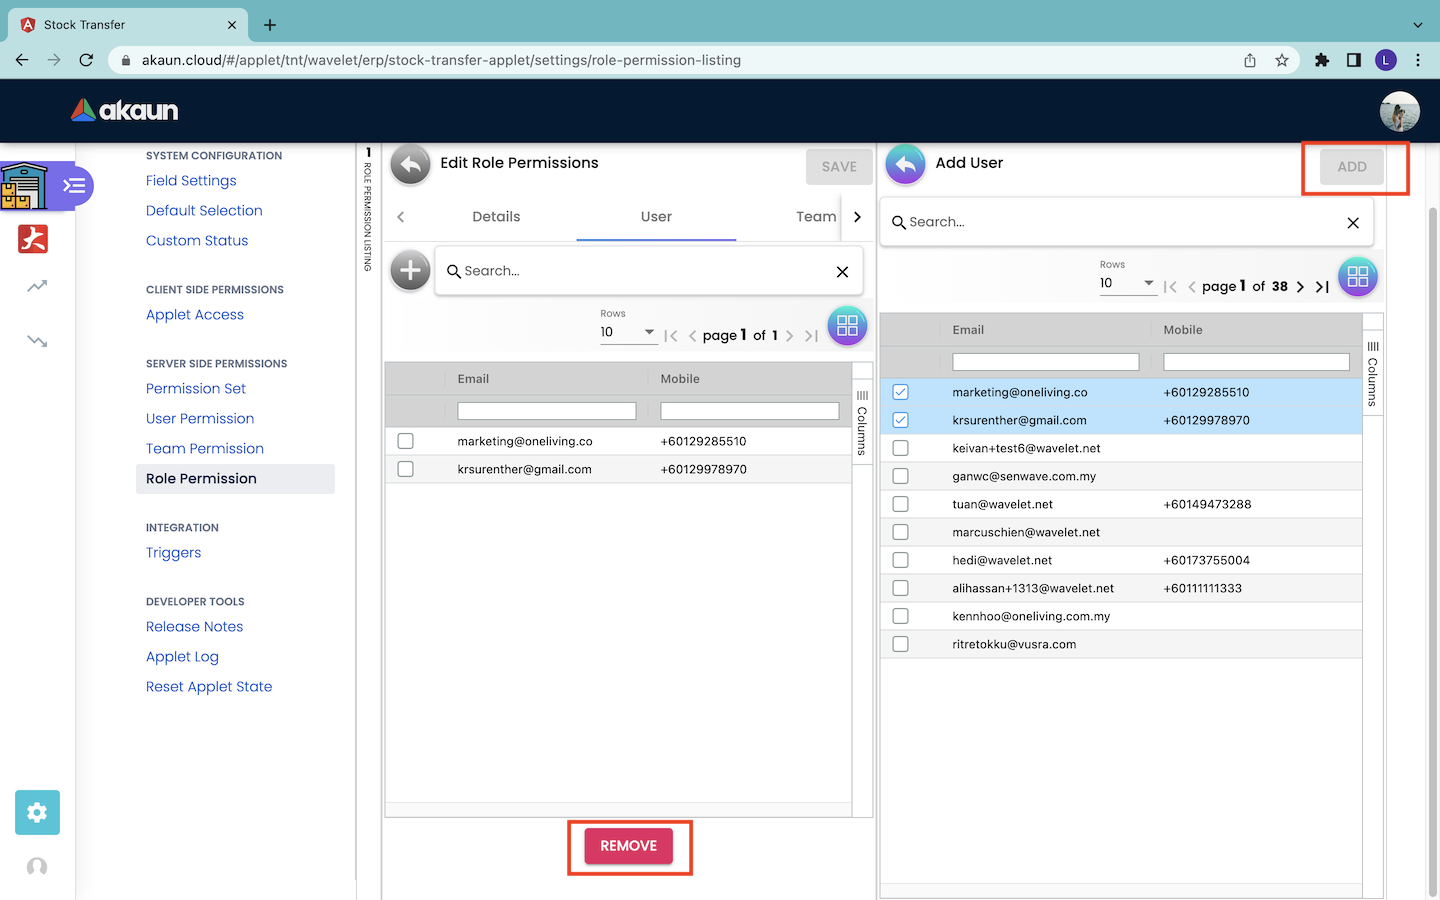 Stock Transfer
akaun.cloud/#/applet/tnt/wavelet/erp/stock-transfer-applet/settings/role-permission-listing
L
akaun
SYSTEM CONFIGURATION
Field Settings
Default Selection
Custom Status
CLIENT SIDE PERMISSIONS
Applet Access
SERVER SIDE PERMISSIONS
Permission Set
User Permission
Team Permission
Role Permission
INTEGRATION
Triggers
DEVELOPER TOOLS
Release Notes
Applet Log
Reset Applet State
1 ROLE PERMISSION LISTING
Edit Role Permissions
SAVE
Details User Team
Search...
Rows
10 page 1 of 1
Email Mobile
marketing@oneliving.co +60129285510
krsurenther@gmail.com +60129978970
Columns
REMOVE
Add User
ADD
Search...
Rows
10 page 1 of 38
Email Mobile
marketing@oneliving.co +60129285510
krsurenther@gmail.com +60129978970
keivan+test6@wavelet.net
ganwc@senwave.com.my
tuan@wavelet.net +60149473288
marcuschien@wavelet.net
hedi@wavelet.net +60173755004
alihassan+1313@wavelet.net +60111111333
kennhoo@oneliving.com.my
ritretokku@vusra.com
Columns